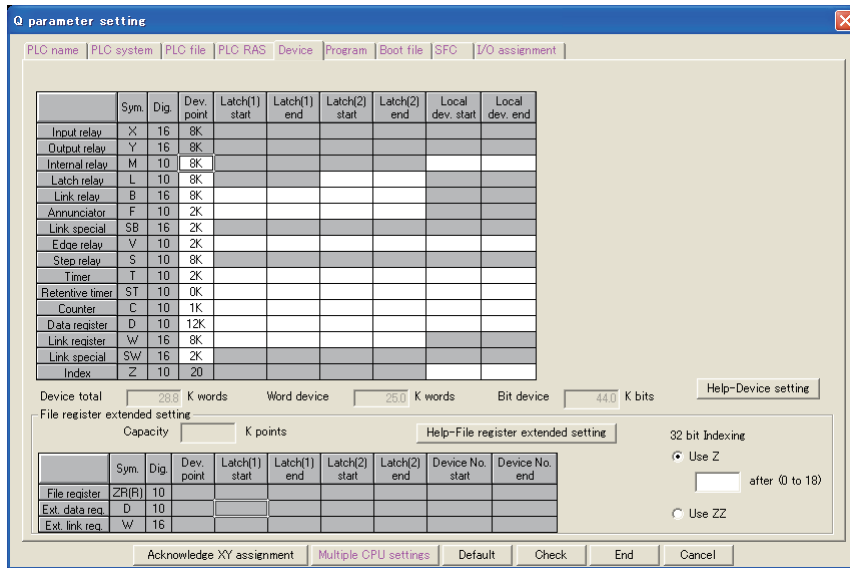 Q parameter setting
PLC name PLC system PLC file PLC RAS Device Program Boot file SFC I/O assignment
Sym. Dig. Dev. point Latch(1) start Latch(1) end Latch(2) start Latch(2) end Local dev. start Local dev. end
Input relay X 16 8K
Output relay Y 16 8K
Internal relay M 10 8K
Latch relay L 10 8K
Link relay B 16 8K
Annunciator F 10 2K
Link special SB 16 2K
Edge relay V 10 2K
Step relay S 10 8K
Timer T 10 2K
Retentive timer ST 10 0K
Counter C 10 1K
Data register D 10 12K
Link register W 16 8K
Link special SW 16 2K
Index Z 10 20
Device total 28.8 K words Word device 25.0 K words Bit device 44.0 K bits Help-Device setting
File register extended setting
Capacity K points Help-File register extended setting
Sym. Dig. Dev. point Latch(1) start Latch(1) end Latch(2) start Latch(2) end Device No. start Device No. end
File register ZR(R) 10
Ext. data reg. D 10
Ext. link reg. W 16
32 bit Indexing
Use Z
after (0 to 18)
Use ZZ
Acknowledge XY assignment Multiple CPU settings Default Check End Cancel